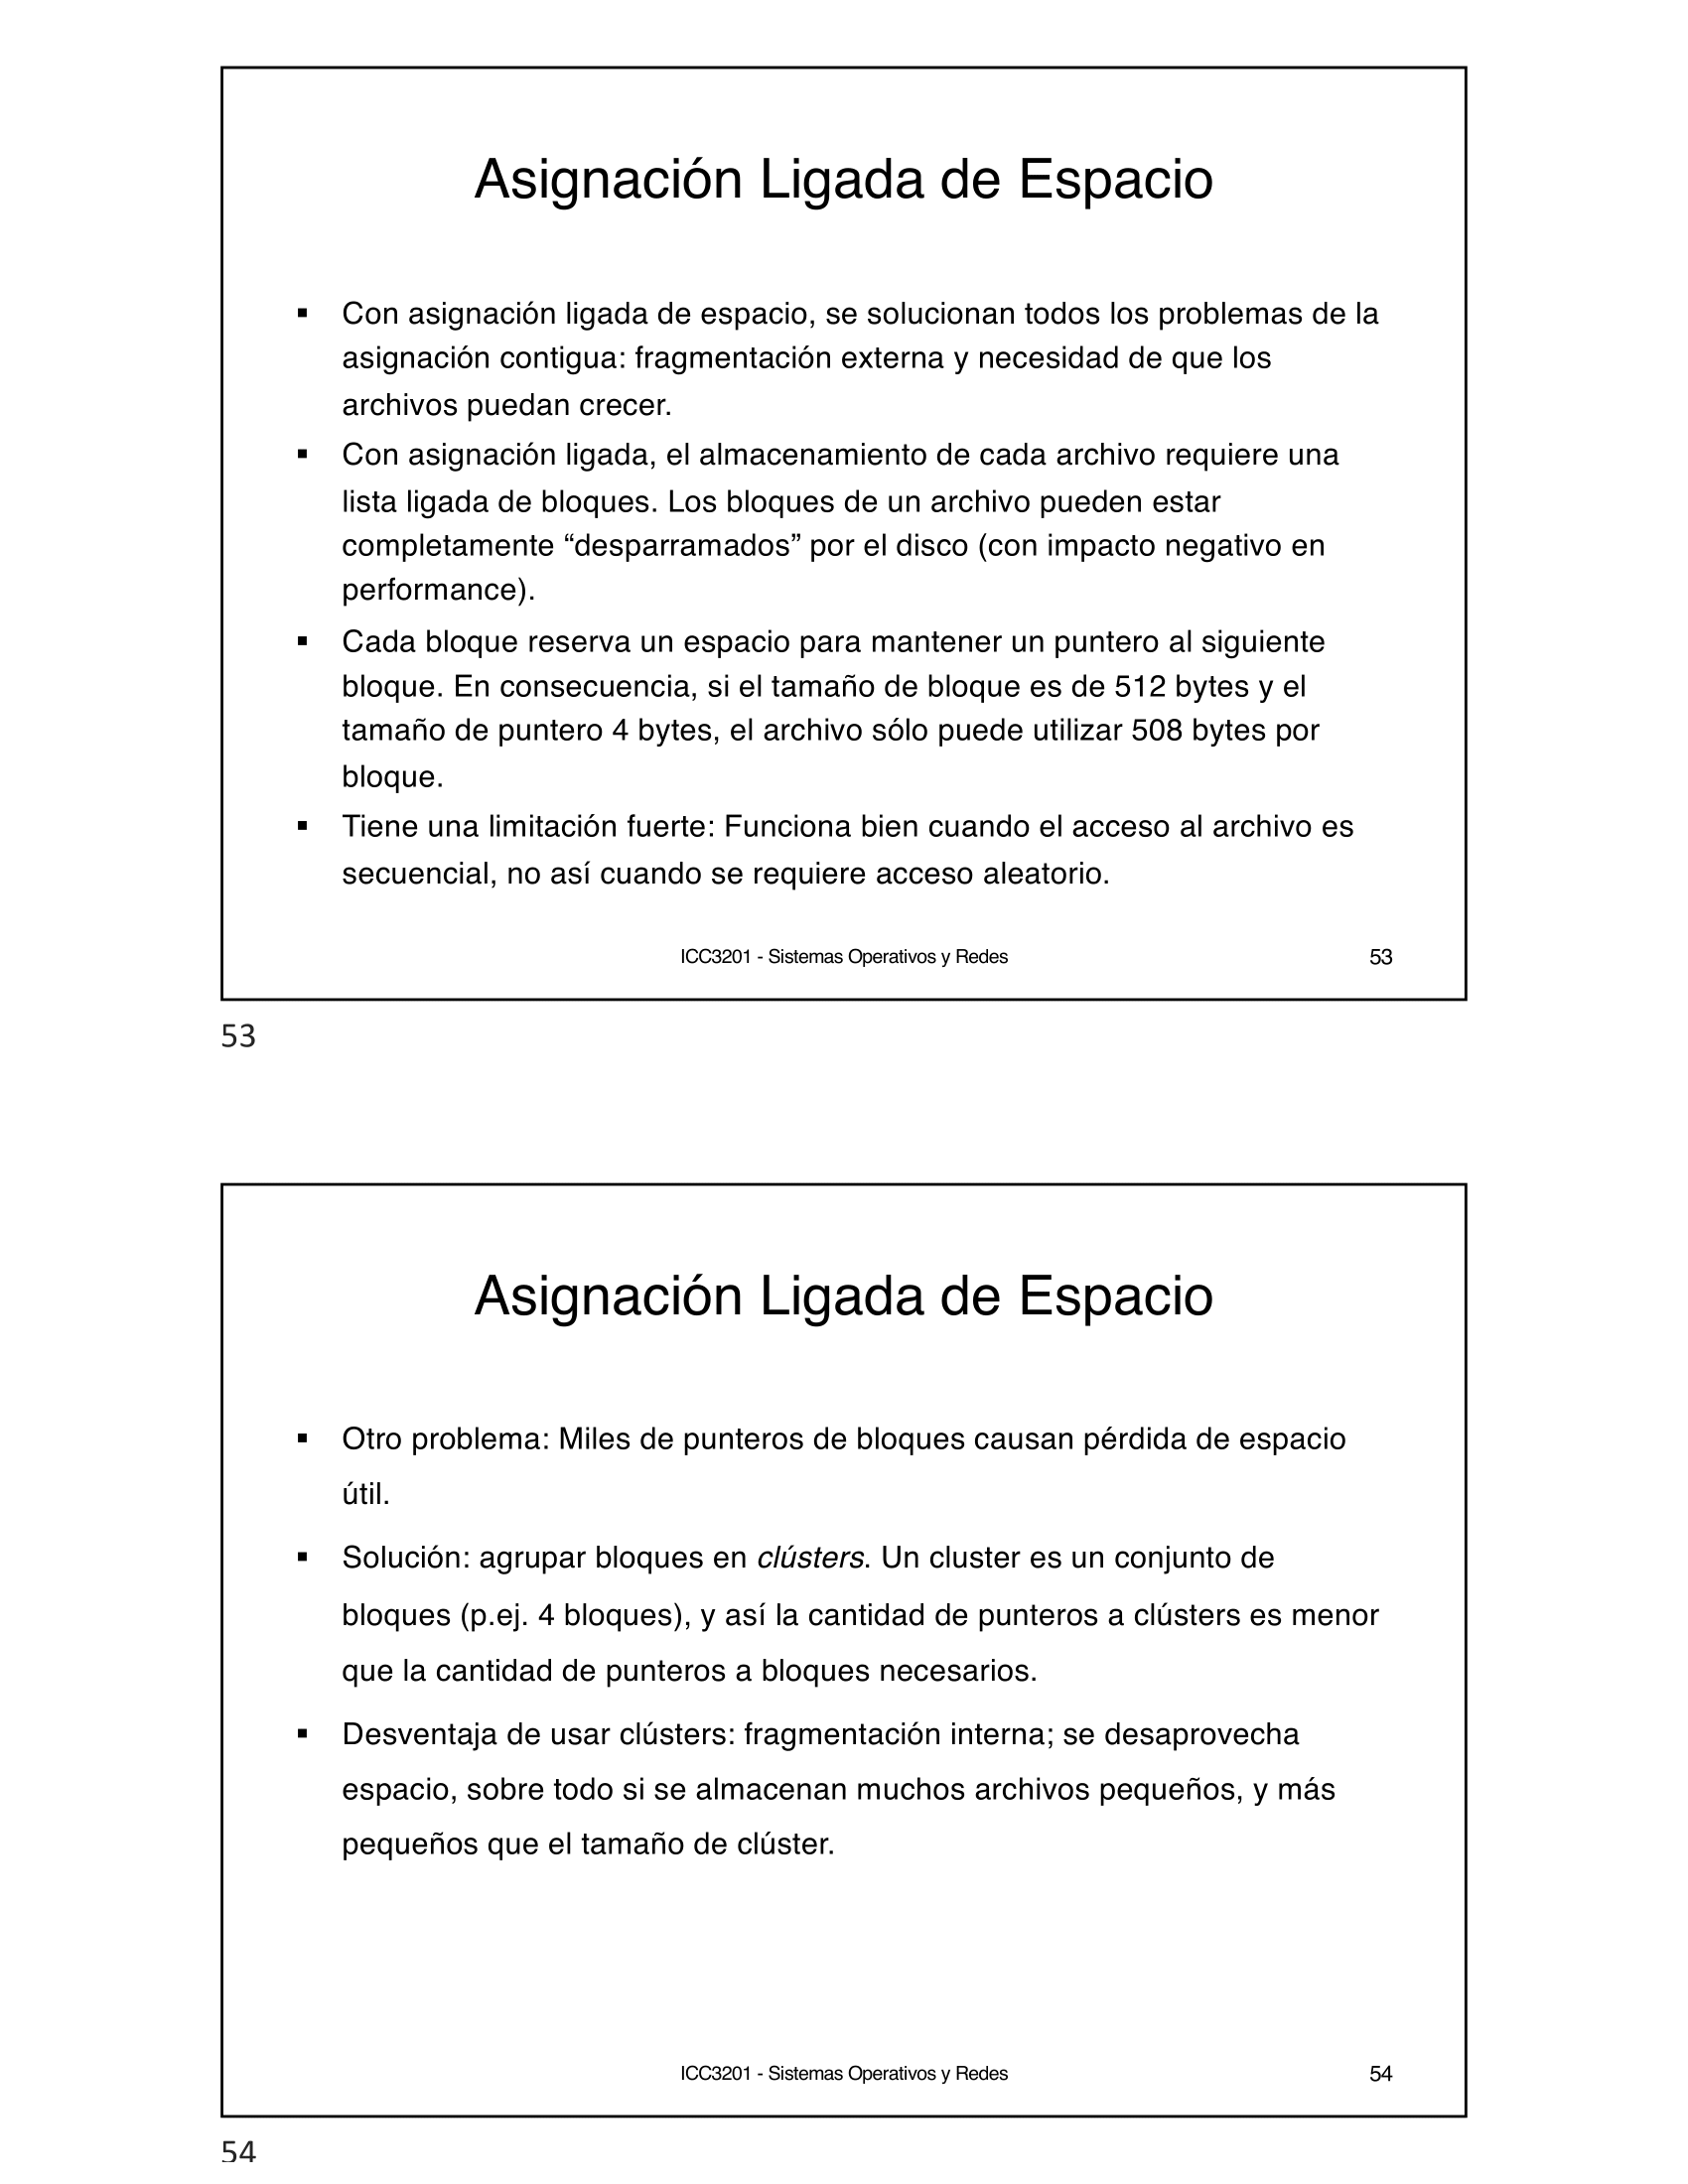 Asignación Ligada de Espacio
▪ Con asignación ligada de espacio, se solucionan todos los problemas de la
asignación contigua: fragmentación externa y necesidad de que los
archivos puedan crecer.
▪ Con asignación ligada, el almacenamiento de cada archivo requiere una
lista ligada de bloques. Los bloques de un archivo pueden estar
completamente “desparramados” por el disco (con impacto negativo en
performance).
▪ Cada bloque reserva un espacio para mantener un puntero al siguiente
bloque. En consecuencia, si el tamaño de bloque es de 512 bytes y el
tamaño de puntero 4 bytes, el archivo sólo puede utilizar 508 bytes por
bloque.
▪ Tiene una limitación fuerte: Funciona bien cuando el acceso al archivo es
secuencial, no así cuando se requiere acceso aleatorio.
ICC3201 - Sistemas Operativos y Redes 53
53
Asignación Ligada de Espacio
▪ Otro problema: Miles de punteros de bloques causan pérdida de espacio
útil.
▪ Solución: agrupar bloques en clústers. Un cluster es un conjunto de
bloques (p.ej. 4 bloques), y así la cantidad de punteros a clústers es menor
que la cantidad de punteros a bloques necesarios.
▪ Desventaja de usar clústers: fragmentación interna; se desaprovecha
espacio, sobre todo si se almacenan muchos archivos pequeños, y más
pequeños que el tamaño de clúster.
ICC3201 - Sistemas Operativos y Redes 54
54